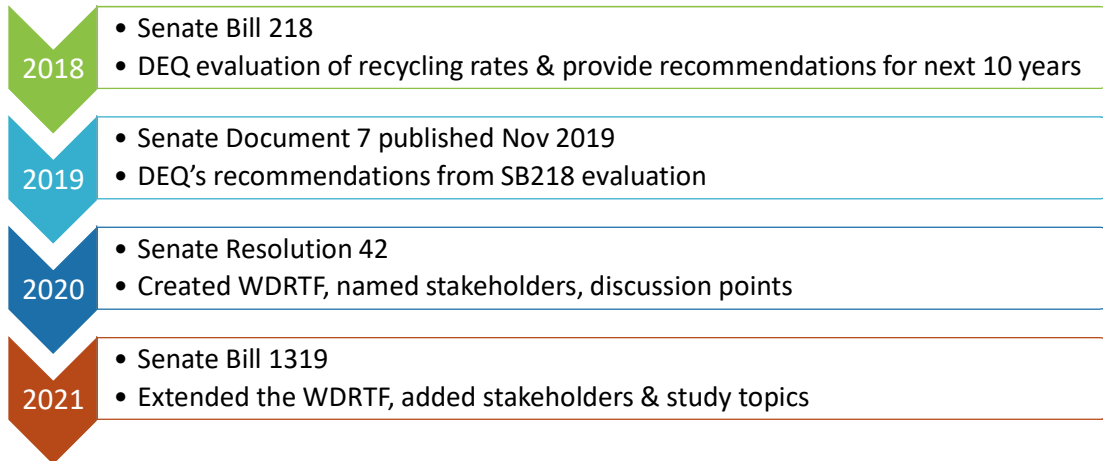 2018
• Senate Bill 218
• DEQ evaluation of recycling rates & provide recommendations for next 10 years
2019
• Senate Document 7 published Nov 2019
• DEQ’s recommendations from SB218 evaluation
2020
• Senate Resolution 42
• Created WDRTF, named stakeholders, discussion points
2021
• Senate Bill 1319
• Extended the WDRTF, added stakeholders & study topics